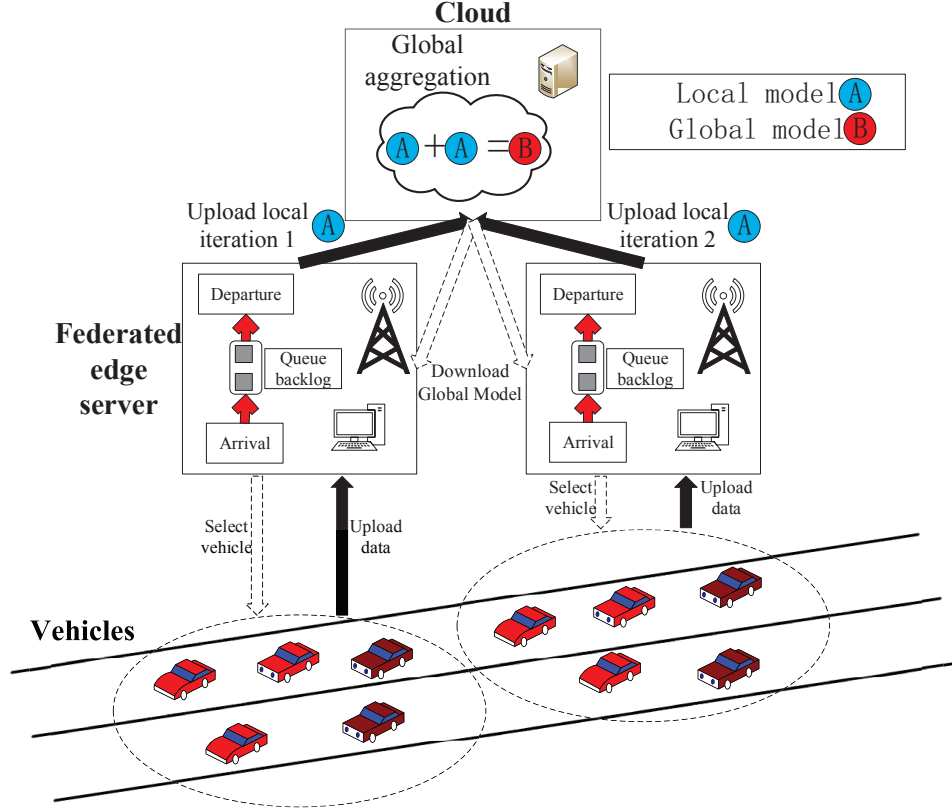 Cloud
Global
aggregation
A + A = B
Local model A
Global model B
Upload local
iteration 1 A
Upload local
iteration 2 A
Federated
edge
server
Departure
Queue
backlog
Arrival
Download
Global Model
Departure
Queue
backlog
Arrival
Select
vehicle
Upload
data
Select
vehicle
Upload
data
Vehicles